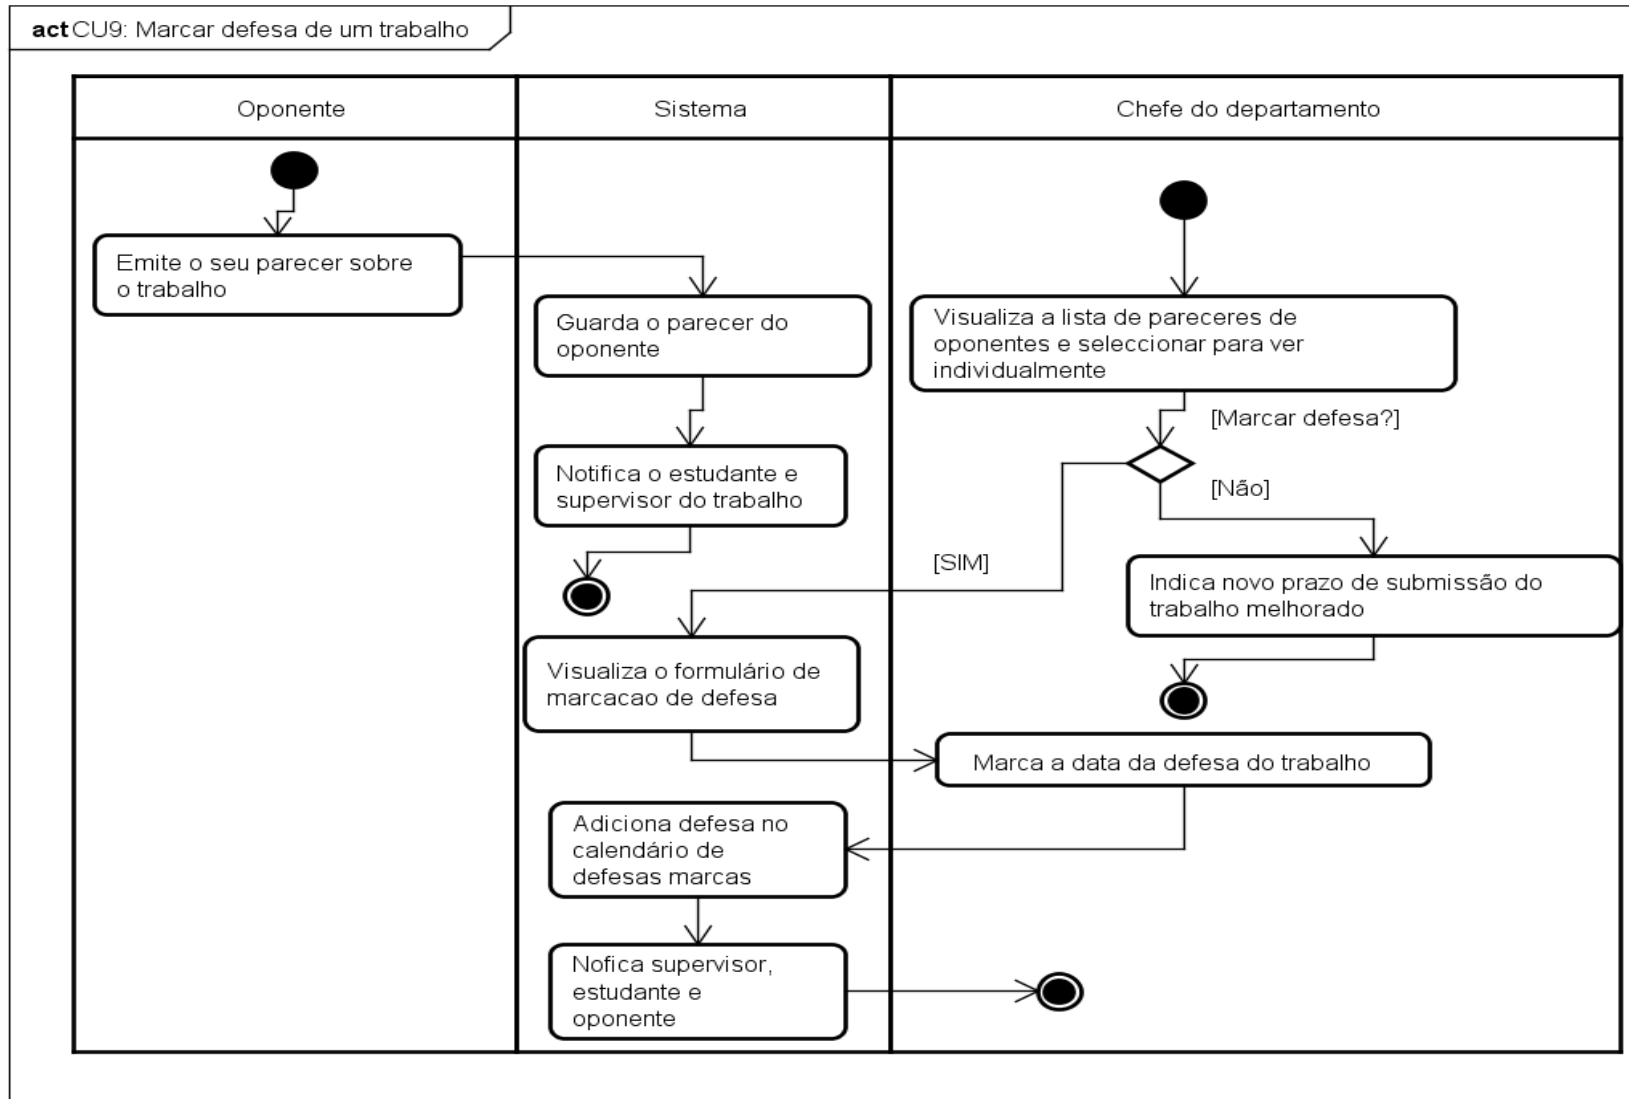 act CU9: Marcar defesa de um trabalho
Oponente
Sistema
Chefe do departamento
Emite o seu parecer sobre
o trabalho
Guarda o parecer do
oponente
Visualiza a lista de pareceres de
oponentes e seleccionar para ver
individualmente
[Marcar defesa?]
Notifica o estudante e
supervisor do trabalho
[Não]
[SIM]
Indica novo prazo de submissão do
trabalho melhorado
Visualiza o formulário de
marcacao de defesa
Marca a data da defesa do trabalho
Adiciona defesa no
calendário de
defesas marcas
Nofica supervisor,
estudante e
oponente